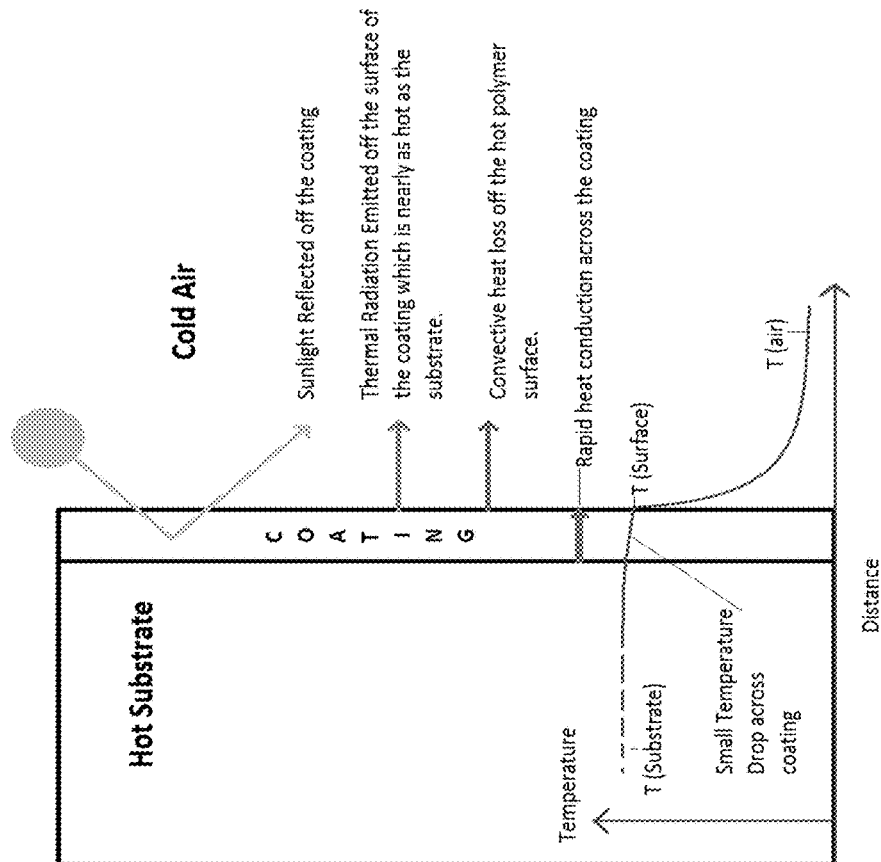 Hot Substrate
Cold Air
COATING
Sunlight Reflected off the coating
Thermal Radiation Emitted off the surface of
the coating which is nearly as hot as the
substrate.
Convective heat loss off the hot polymer
surface.
Rapid heat conduction across the coating
Temperature
T (Substrate)
T (Surface)
Small Temperature
Drop across
coating
T (air)
Distance